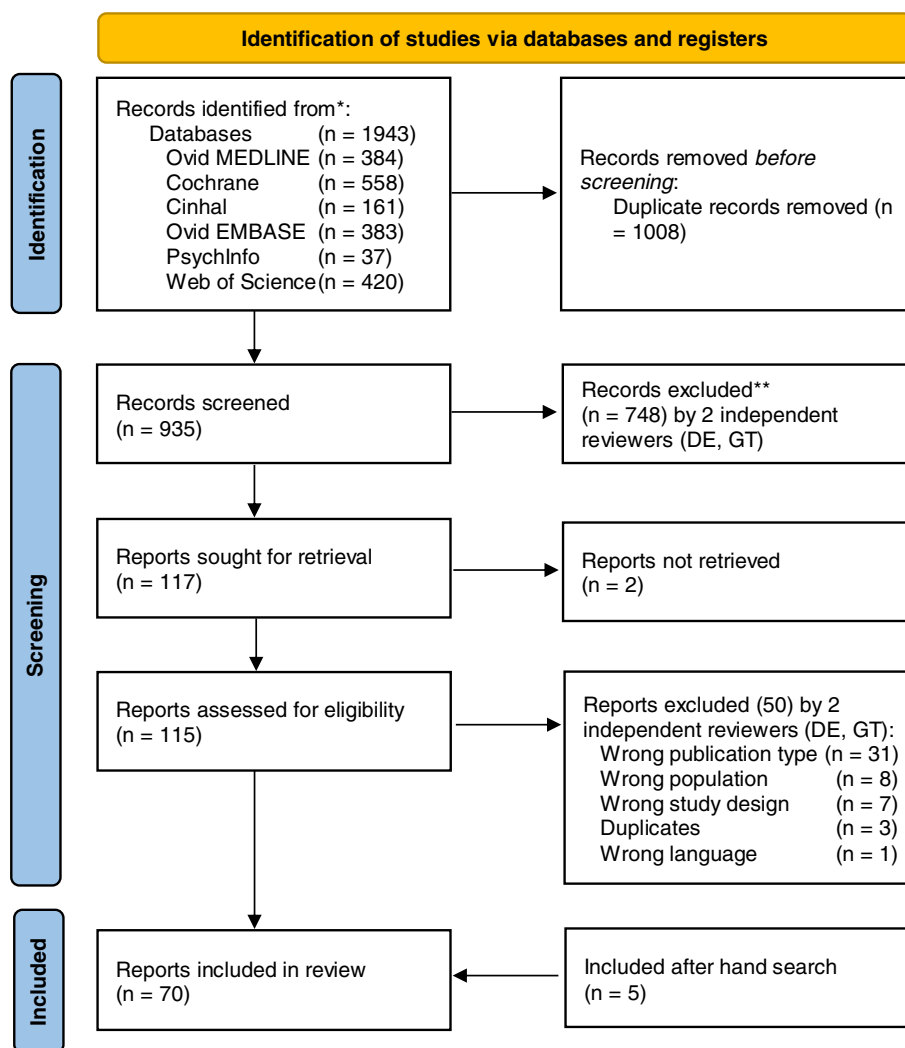 Identification of studies via databases and registers
Identification
Records identified from*:
Databases (n = 1943)
Ovid MEDLINE (n = 384)
Cochrane (n = 558)
Cinhal (n = 161)
Ovid EMBASE (n = 383)
PsychInfo (n = 37)
Web of Science (n = 420)
Records removed before
screening:
Duplicate records removed (n
= 1008)
Screening
Records screened
(n = 935)
Records excluded**
(n = 748) by 2 independent
reviewers (DE, GT)
Reports sought for retrieval
(n = 117)
Reports not retrieved
(n = 2)
Reports assessed for eligibility
(n = 115)
Reports excluded (50) by 2
independent reviewers (DE, GT):
Wrong publication type (n = 31)
Wrong population (n = 8)
Wrong study design (n = 7)
Duplicates (n = 3)
Wrong language (n = 1)
Included
Reports included in review
(n = 70)
Included after hand search
(n = 5)